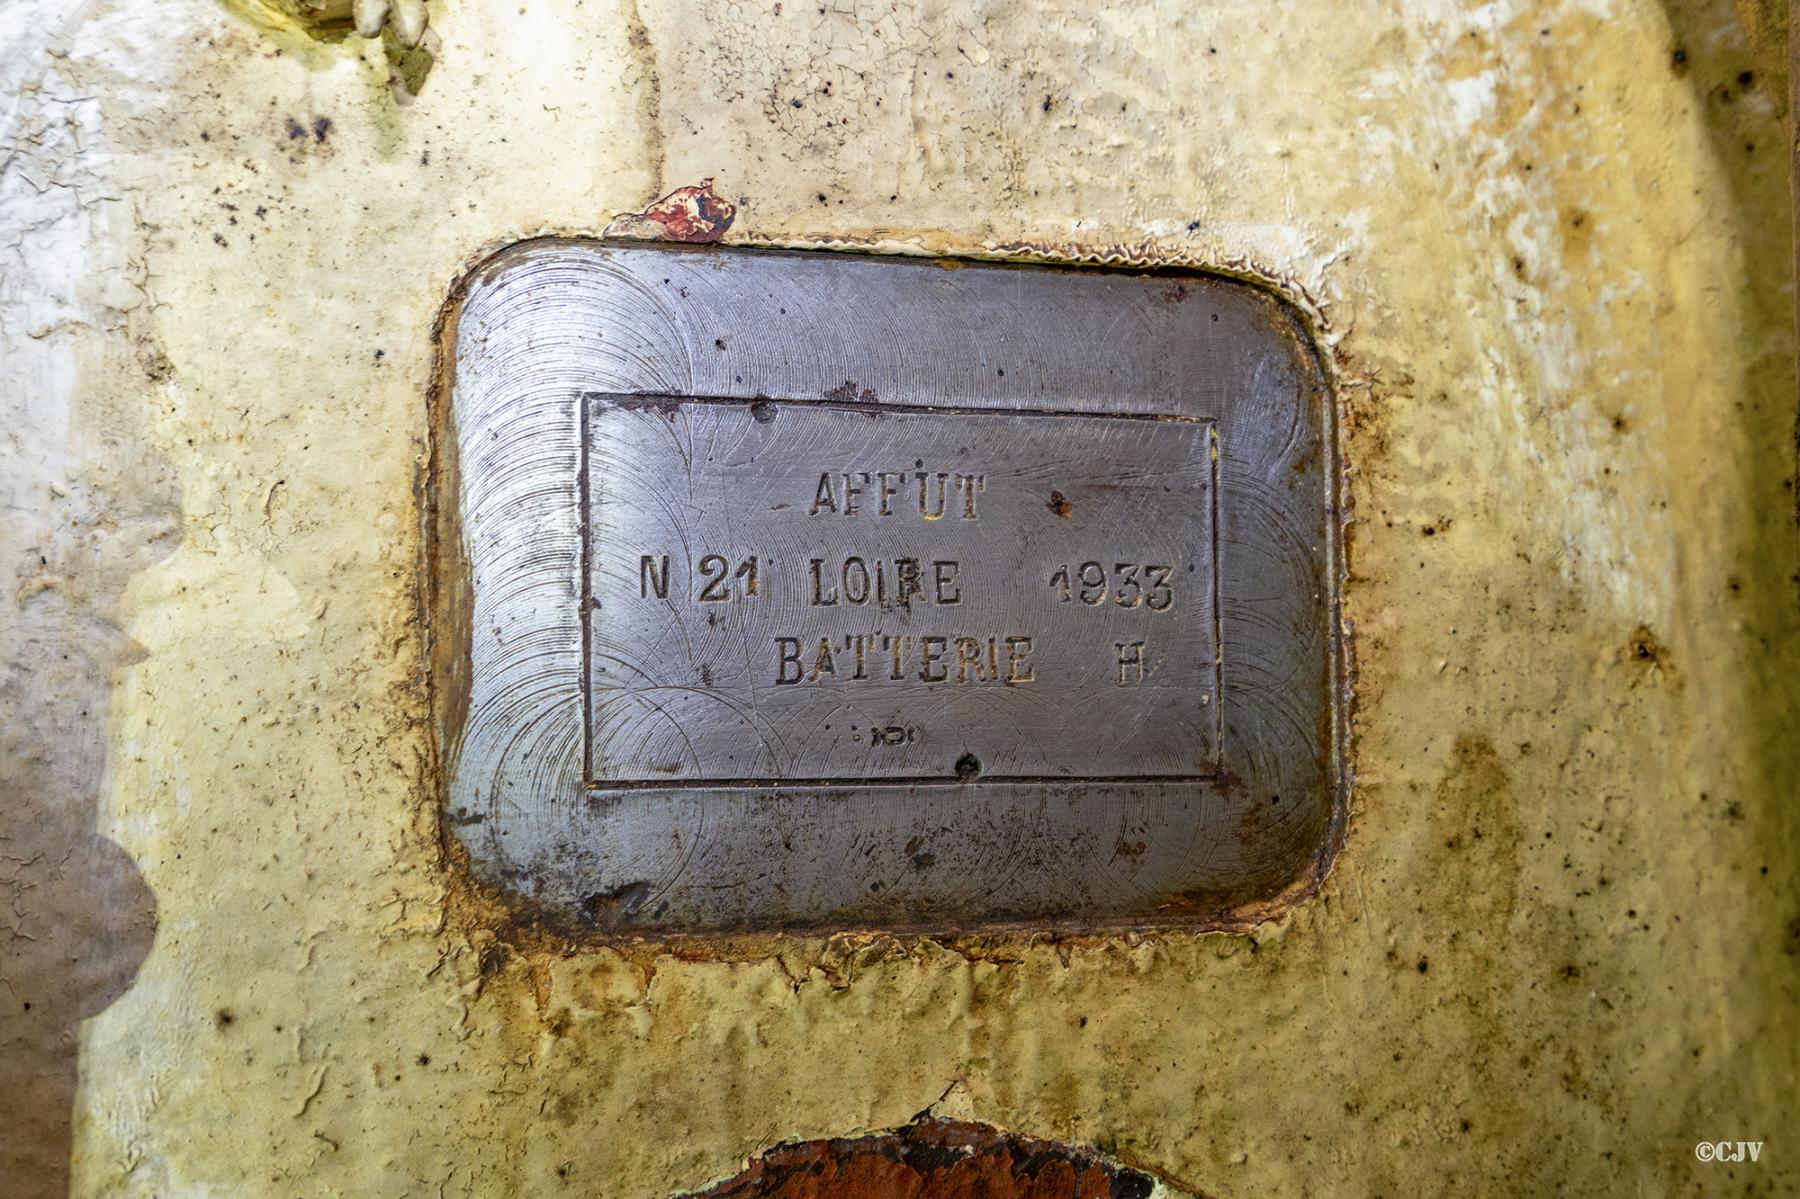 AFFUT
N 21 LOIRE 1933
BATTERIE H
©CJV